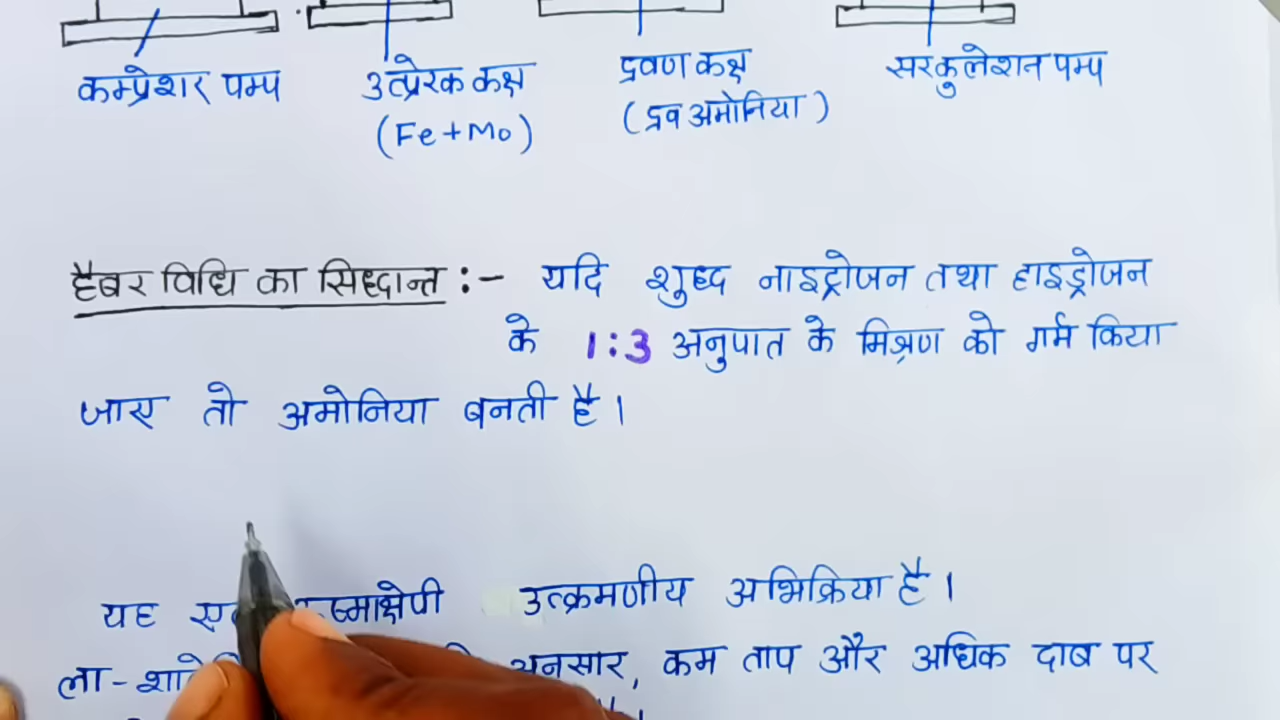 कम्प्रेशर पम्प
उत्प्रेरक कक्ष
(Fe+Mo)
द्रवण कक्ष
(द्रव अमोनिया)
सरकुलेशन पम्प
हैबर विधि का सिद्धान्त :- यदि शुद्ध नाइट्रोजन तथा हाइड्रोजन
के 1:3 अनुपात के मिश्रण को गर्म किया
जाए तो अमोनिया बनती है।
यह उत्क्रमणीय अभिक्रिया है।
ला- अनुसार, कम ताप और अधिक दाब पर